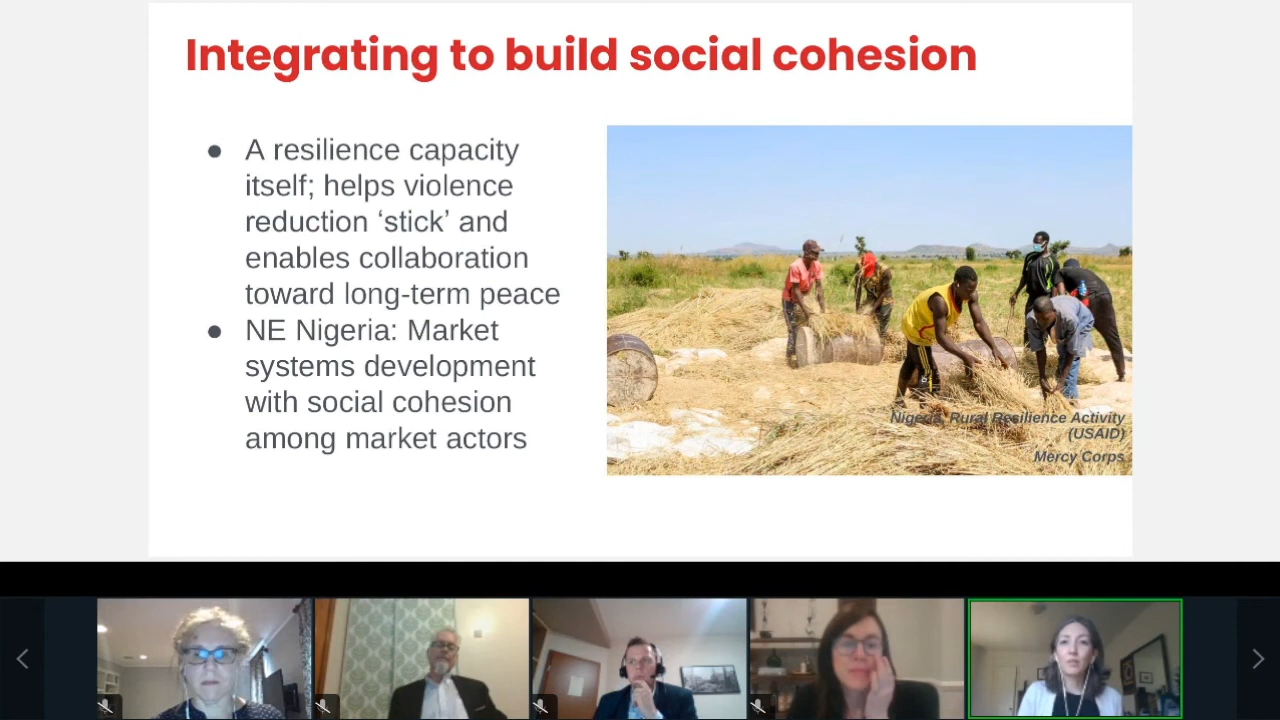 Integrating to build social cohesion
● A resilience capacity
itself; helps violence
reduction ‘stick’ and
enables collaboration
toward long-term peace
● NE Nigeria: Market
systems development
with social cohesion
among market actors
Nigeria, Rural Resilience Activity
(USAID)
Mercy Corps